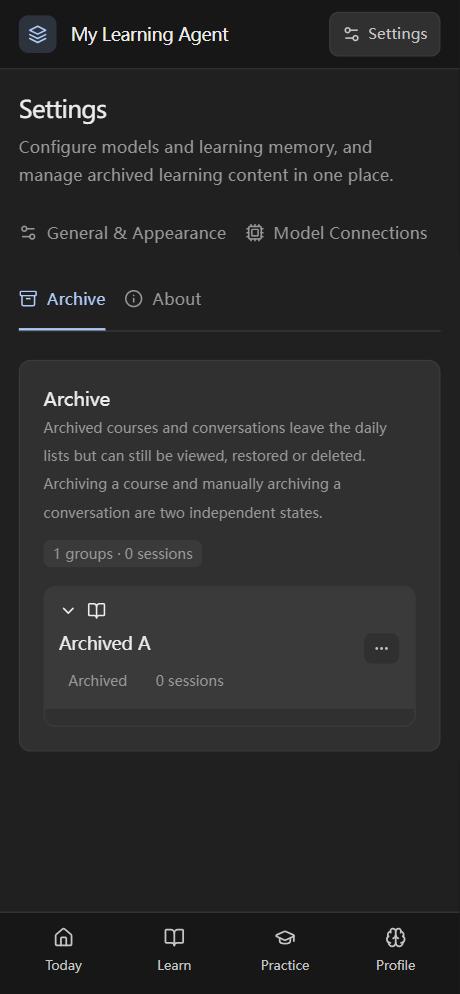 My Learning Agent
Settings
Settings
Configure models and learning memory, and
manage archived learning content in one place.
General & Appearance
Model Connections
Archive
About
Archive
Archived courses and conversations leave the daily
lists but can still be viewed, restored or deleted.
Archiving a course and manually archiving a
conversation are two independent states.
1 groups · 0 sessions
Archived A
Archived
0 sessions
Today
Learn
Practice
Profile